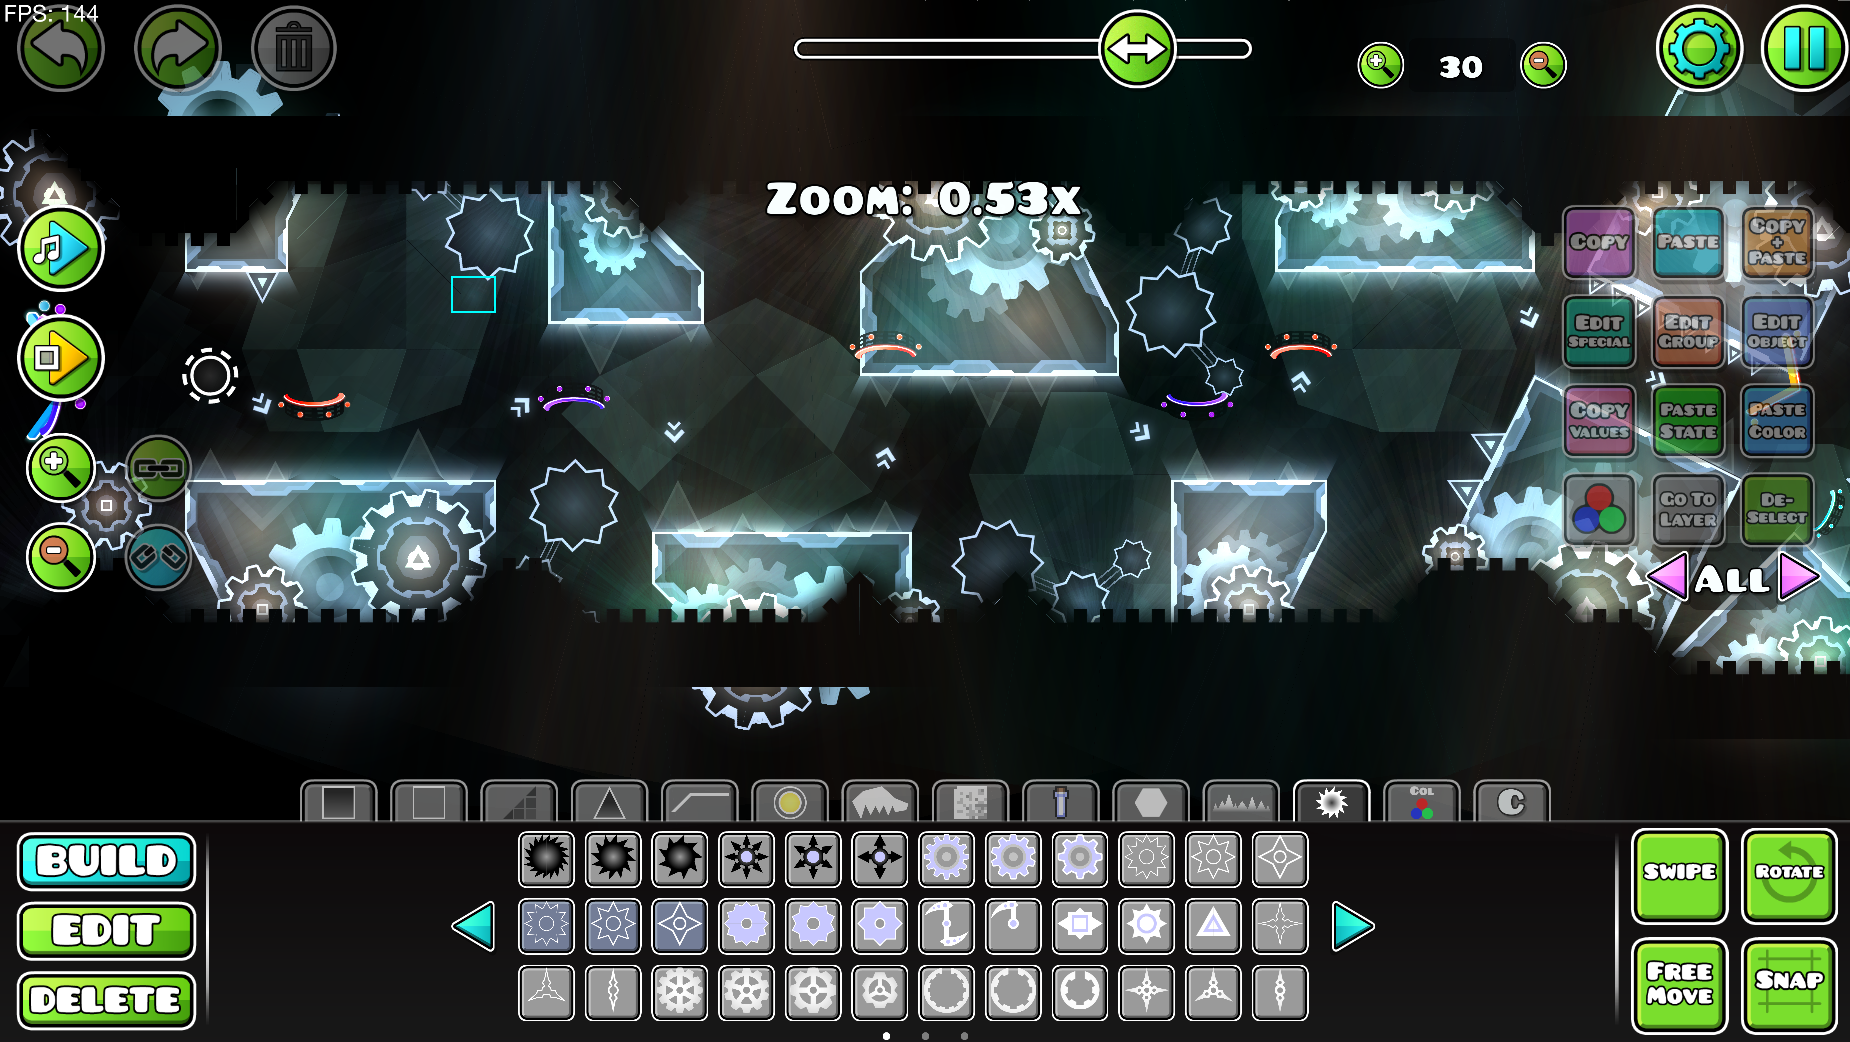 FPS: 144
30
Zoom: 0.53x
COPY
PASTE
COPY
+
PASTE
EDIT
SPECIAL
EDIT
GROUP
EDIT
OBJECT
COPY
VALUES
PASTE
STATE
PASTE
COLOR
GO TO
LAYER
DE-
SELECT
ALL
COL
C
BUILD
EDIT
DELETE
SWIPE
ROTATE
FREE
MOVE
SNAP